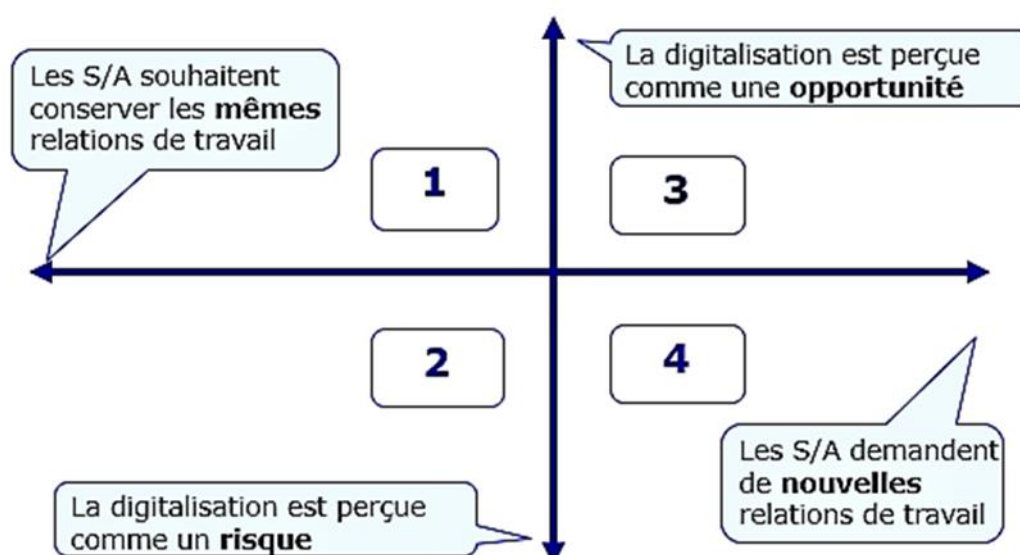 Les S/A souhaitent
conserver les mêmes
relations de travail
La digitalisation est perçue
comme une opportunité
1
3
2
4
Les S/A demandent
de nouvelles
relations de travail
La digitalisation est perçue
comme un risque